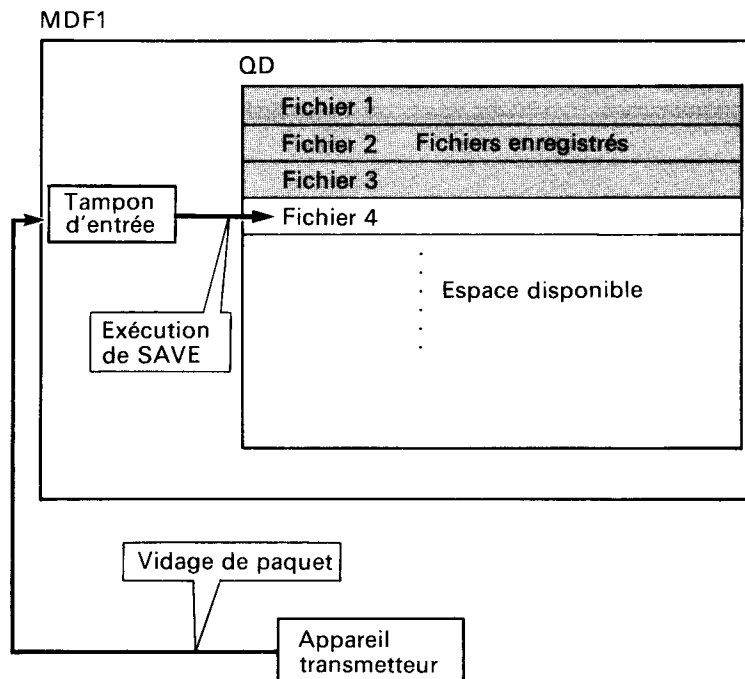 MDF1
QD
Fichier 1
Fichier 2 Fichiers enregistrés
Fichier 3
Tampon
d'entrée
Fichier 4
Espace disponible
Exécution
de SAVE
Vidage de paquet
Appareil
transmetteur